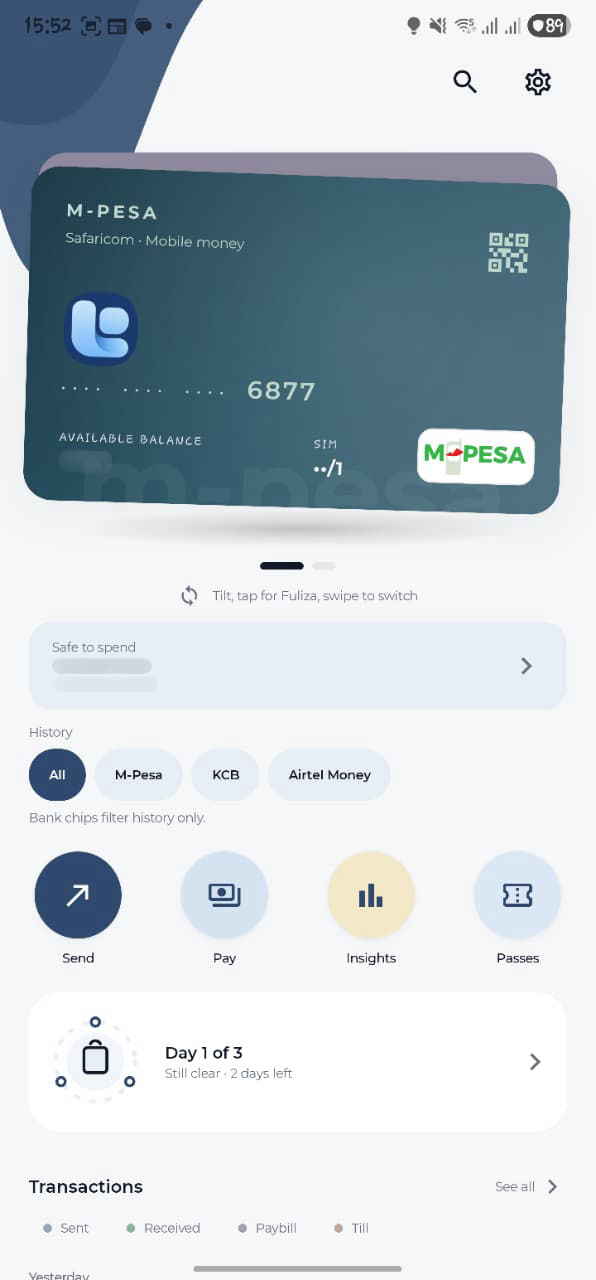 15:52
5
89
M-PESA
Safaricom · Mobile money
···· ···· ···· 6877
AVAILABLE BALANCE
SIM
••/1
M-PESA
m-pesa
Tilt, tap for Fuliza, swipe to switch
Safe to spend
History
All
M-Pesa
KCB
Airtel Money
Bank chips filter history only.
Send
Pay
Insights
Passes
Day 1 of 3
Still clear · 2 days left
Transactions
See all
Sent
Received
Paybill
Till
Yesterday